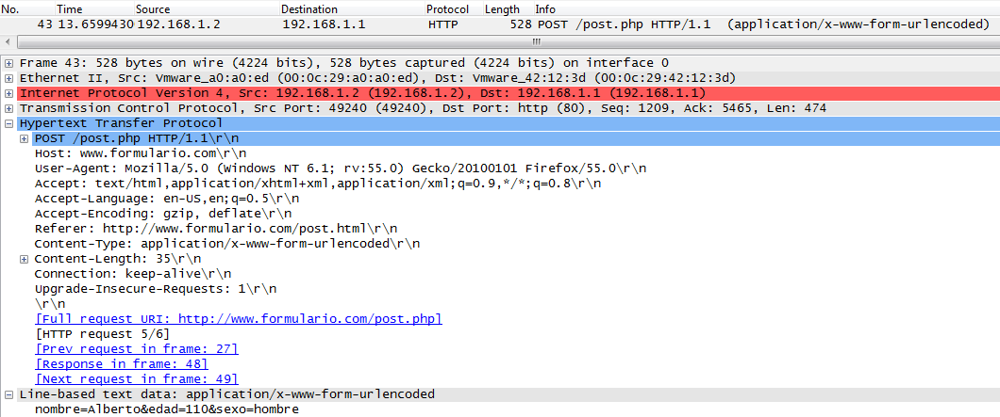 No. Time Source Destination Protocol Length Info
43 13.6599430 192.168.1.2 192.168.1.1 HTTP 528 POST /post.php HTTP/1.1 (application/x-www-form-urlencoded)
Frame 43: 528 bytes on wire (4224 bits), 528 bytes captured (4224 bits) on interface 0
Ethernet II, Src: Vmware_a0:a0:ed (00:0c:29:a0:a0:ed), Dst: Vmware_42:12:3d (00:0c:29:42:12:3d)
Internet Protocol Version 4, Src: 192.168.1.2 (192.168.1.2), Dst: 192.168.1.1 (192.168.1.1)
Transmission Control Protocol, Src Port: 49240 (49240), Dst Port: http (80), Seq: 1209, Ack: 5465, Len: 474
Hypertext Transfer Protocol
POST /post.php HTTP/1.1\r\n
Host: www.formulario.com\r\n
User-Agent: Mozilla/5.0 (Windows NT 6.1; rv:55.0) Gecko/20100101 Firefox/55.0\r\n
Accept: text/html,application/xhtml+xml,application/xml;q=0.9,*/*;q=0.8\r\n
Accept-Language: en-US,en;q=0.5\r\n
Accept-Encoding: gzip, deflate\r\n
Referer: http://www.formulario.com/post.html\r\n
Content-Type: application/x-www-form-urlencoded\r\n
Content-Length: 35\r\n
Connection: keep-alive\r\n
Upgrade-Insecure-Requests: 1\r\n
\r\n
[Full request URI: http://www.formulario.com/post.php]
[HTTP request 5/6]
[Prev request in frame: 27]
[Response in frame: 48]
[Next request in frame: 49]
Line-based text data: application/x-www-form-urlencoded
nombre=Alberto&edad=110&sexo=hombre